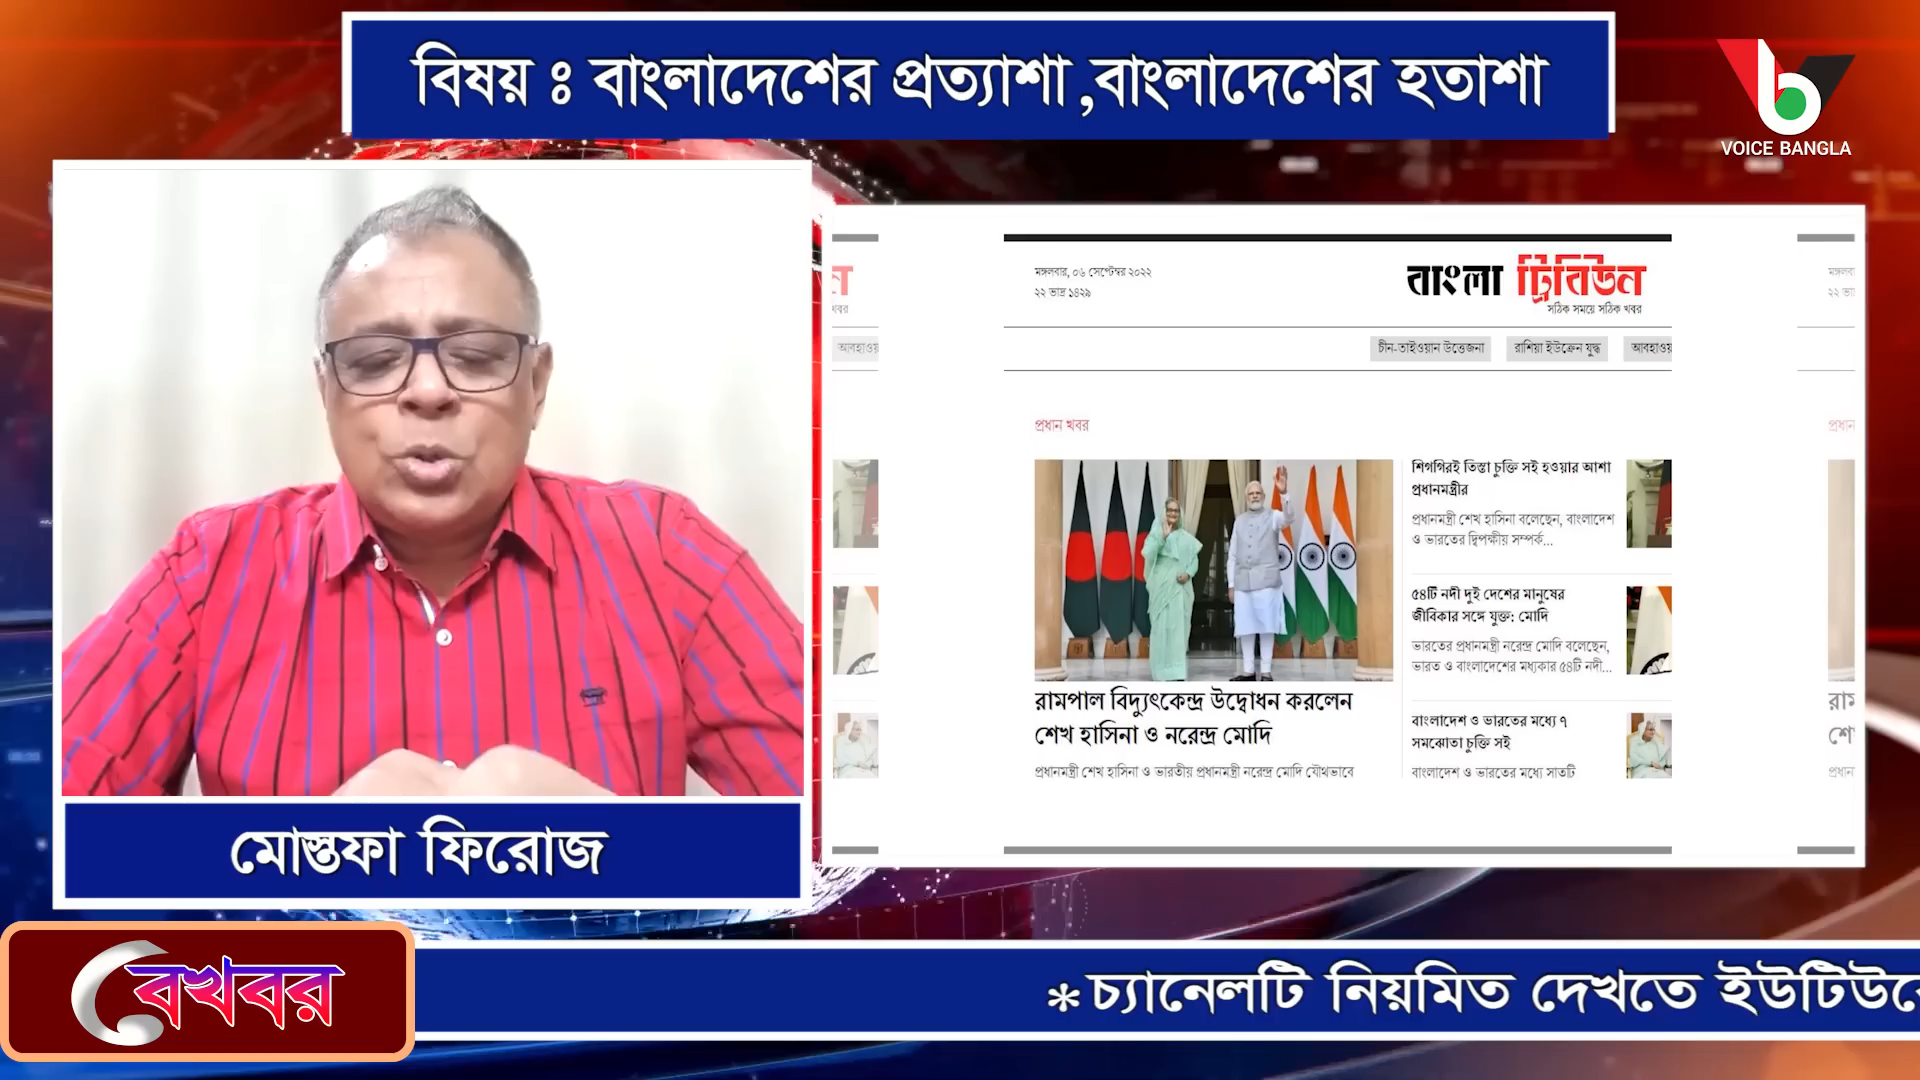 বিষয় ঃ বাংলাদেশের প্রত্যাশা ,বাংলাদেশের হতাশা
VOICE BANGLA
মঙ্গলবার, ০৬ সেপ্টেম্বর ২০২২
২২ ভাদ্র ১৪২৯
বাংলা ট্রিবিউন
সঠিক সময়ে সঠিক খবর
চীন-তাইওয়ান উত্তেজনা
রাশিয়া ইউক্রেন যুদ্ধ
আবহাওয়
প্রধান খবর
শিগগিরই তিস্তা চুক্তি সই হওয়ার আশা
প্রধানমন্ত্রীর
প্রধানমন্ত্রী শেখ হাসিনা বলেছেন, বাংলাদেশ
ও ভারতের দ্বিপক্ষীয় সম্পর্ক...
৫৪টি নদী দুই দেশের মানুষের
জীবিকার সঙ্গে যুক্ত: মোদি
ভারতের প্রধানমন্ত্রী নরেন্দ্র মোদি বলেছেন,
ভারত ও বাংলাদেশের মধ্যকার ৫৪টি নদী...
বাংলাদেশ ও ভারতের মধ্যে ৭
সমঝোতা চুক্তি সই
বাংলাদেশ ও ভারতের মধ্যে সাতটি
রামপাল বিদ্যুৎকেন্দ্র উদ্বোধন করলেন
শেখ হাসিনা ও নরেন্দ্র মোদি
প্রধানমন্ত্রী শেখ হাসিনা ও ভারতীয় প্রধানমন্ত্রী নরেন্দ্র মোদি যৌথভাবে
মোস্তফা ফিরোজ
বেখবর
*চ্যানেলটি নিয়মিত দেখতে ইউটিউবে